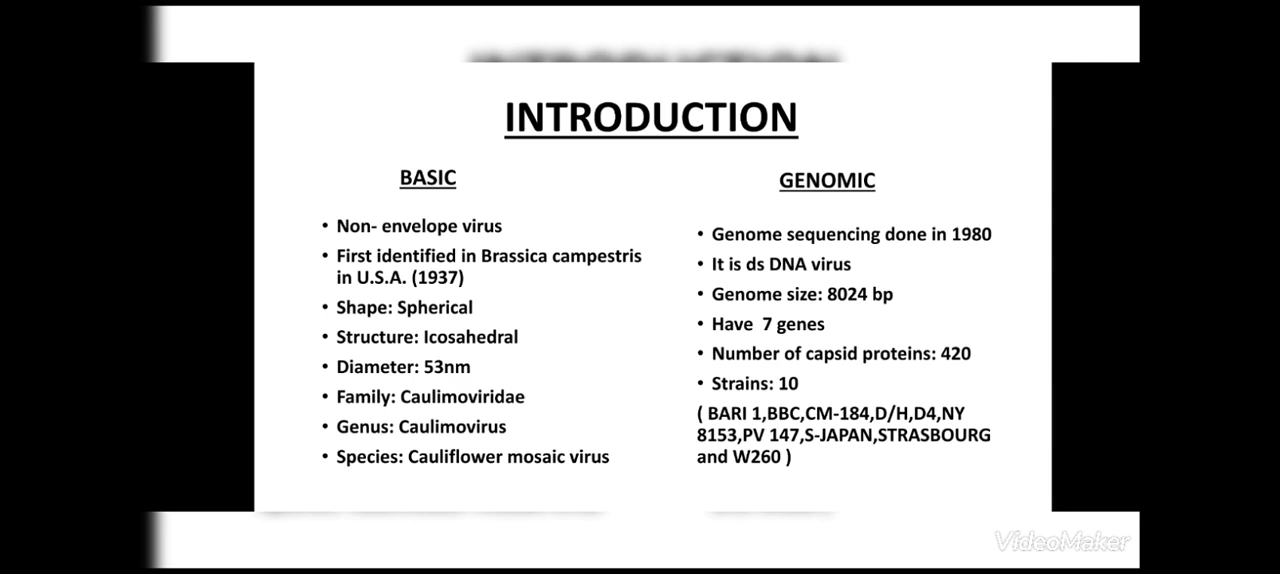 INTRODUCTION
BASIC
• Non- envelope virus
• First identified in Brassica campestris
in U.S.A. (1937)
• Shape: Spherical
• Structure: Icosahedral
• Diameter: 53nm
• Family: Caulimoviridae
• Genus: Caulimovirus
• Species: Cauliflower mosaic virus
GENOMIC
• Genome sequencing done in 1980
• It is ds DNA virus
• Genome size: 8024 bp
• Have 7 genes
• Number of capsid proteins: 420
• Strains: 10
( BARI 1,BBC,CM-184,D/H,D4,NY
8153,PV 147,S-JAPAN,STRASBOURG
and W260 )
VideoMaker